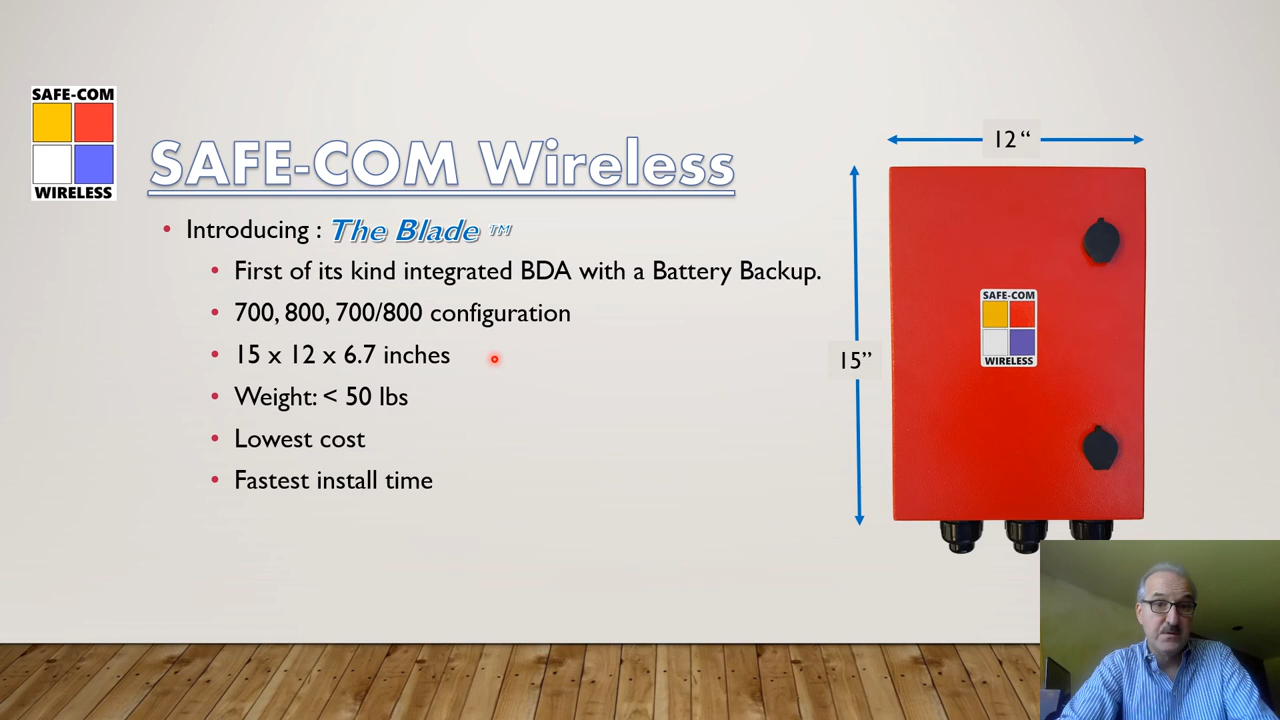 SAFE-COM
WIRELESS
SAFE-COM Wireless
Introducing : The Blade ™
First of its kind integrated BDA with a Battery Backup.
700, 800, 700/800 configuration
15 x 12 x 6.7 inches
Weight: < 50 lbs
Lowest cost
Fastest install time
12 “
15”
SAFE-COM
WIRELESS